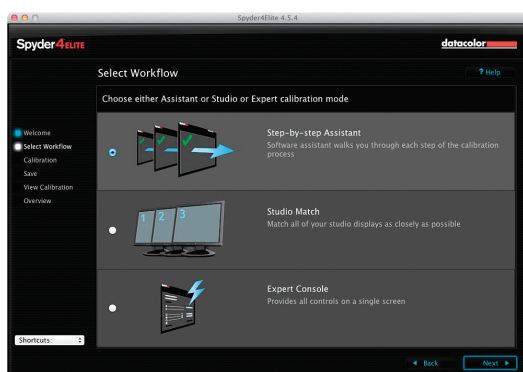 Spyder4Elite 4.5.4
Spyder4ELITE
datacolor
Select Workflow
? Help
Choose either Assistant or Studio or Expert calibration mode
Welcome
Select Workflow
Calibration
Save
View Calibration
Overview
Step-by-step Assistant
Software assistant walks you through each step of the calibration
process
1 2 3
Studio Match
Match all of your studio displays as closely as possible
Expert Console
Provides all controls on a single screen
Shortcuts:
Back
Next